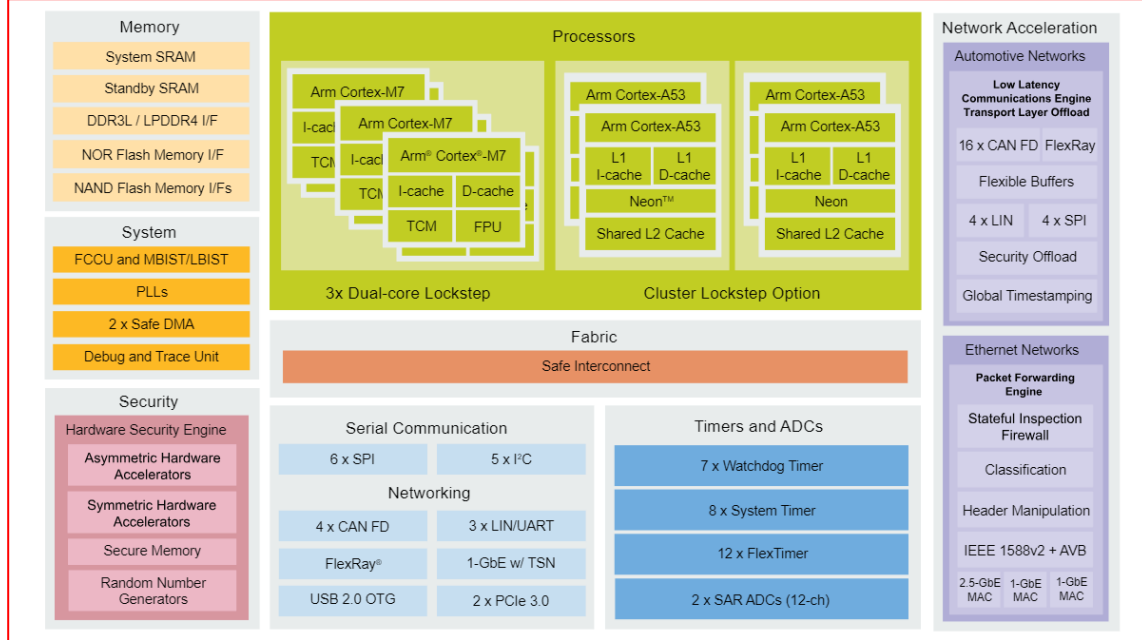 Memory
System SRAM
Standby SRAM
DDR3L / LPDDR4 I/F
NOR Flash Memory I/F
NAND Flash Memory I/Fs
System
FCCU and MBIST/LBIST
PLLs
2 x Safe DMA
Debug and Trace Unit
Security
Hardware Security Engine
Asymmetric Hardware
Accelerators
Symmetric Hardware
Accelerators
Secure Memory
Random Number
Generators
Processors
Arm Cortex-M7
I-cach
TCM
Arm Cortex-M7
I-cac
TC
Arm® Cortex®-M7
I-cache
D-cache
TCM
FPU
3x Dual-core Lockstep
Arm Cortex-A53
Arm Cortex-A53
L1
I-cache
L1
D-cache
Neon™
Shared L2 Cache
Arm Cortex-A53
Arm Cortex-A53
L1
I-cache
L1
D-cache
Neon
Shared L2 Cache
Cluster Lockstep Option
Fabric
Safe Interconnect
Serial Communication
6 x SPI
5 x I²C
Networking
4 x CAN FD
3 x LIN/UART
FlexRay®
1-GbE w/ TSN
USB 2.0 OTG
2 x PCIe 3.0
Timers and ADCs
7 x Watchdog Timer
8 x System Timer
12 x FlexTimer
2 x SAR ADCs (12-ch)
Network Acceleration
Automotive Networks
Low Latency
Communications Engine
Transport Layer Offload
16 x CAN FD
FlexRay
Flexible Buffers
4 x LIN
4 x SPI
Security Offload
Global Timestamping
Ethernet Networks
Packet Forwarding
Engine
Stateful Inspection
Firewall
Classification
Header Manipulation
IEEE 1588v2 + AVB
2.5-GbE
MAC
1-GbE
MAC
1-GbE
MAC